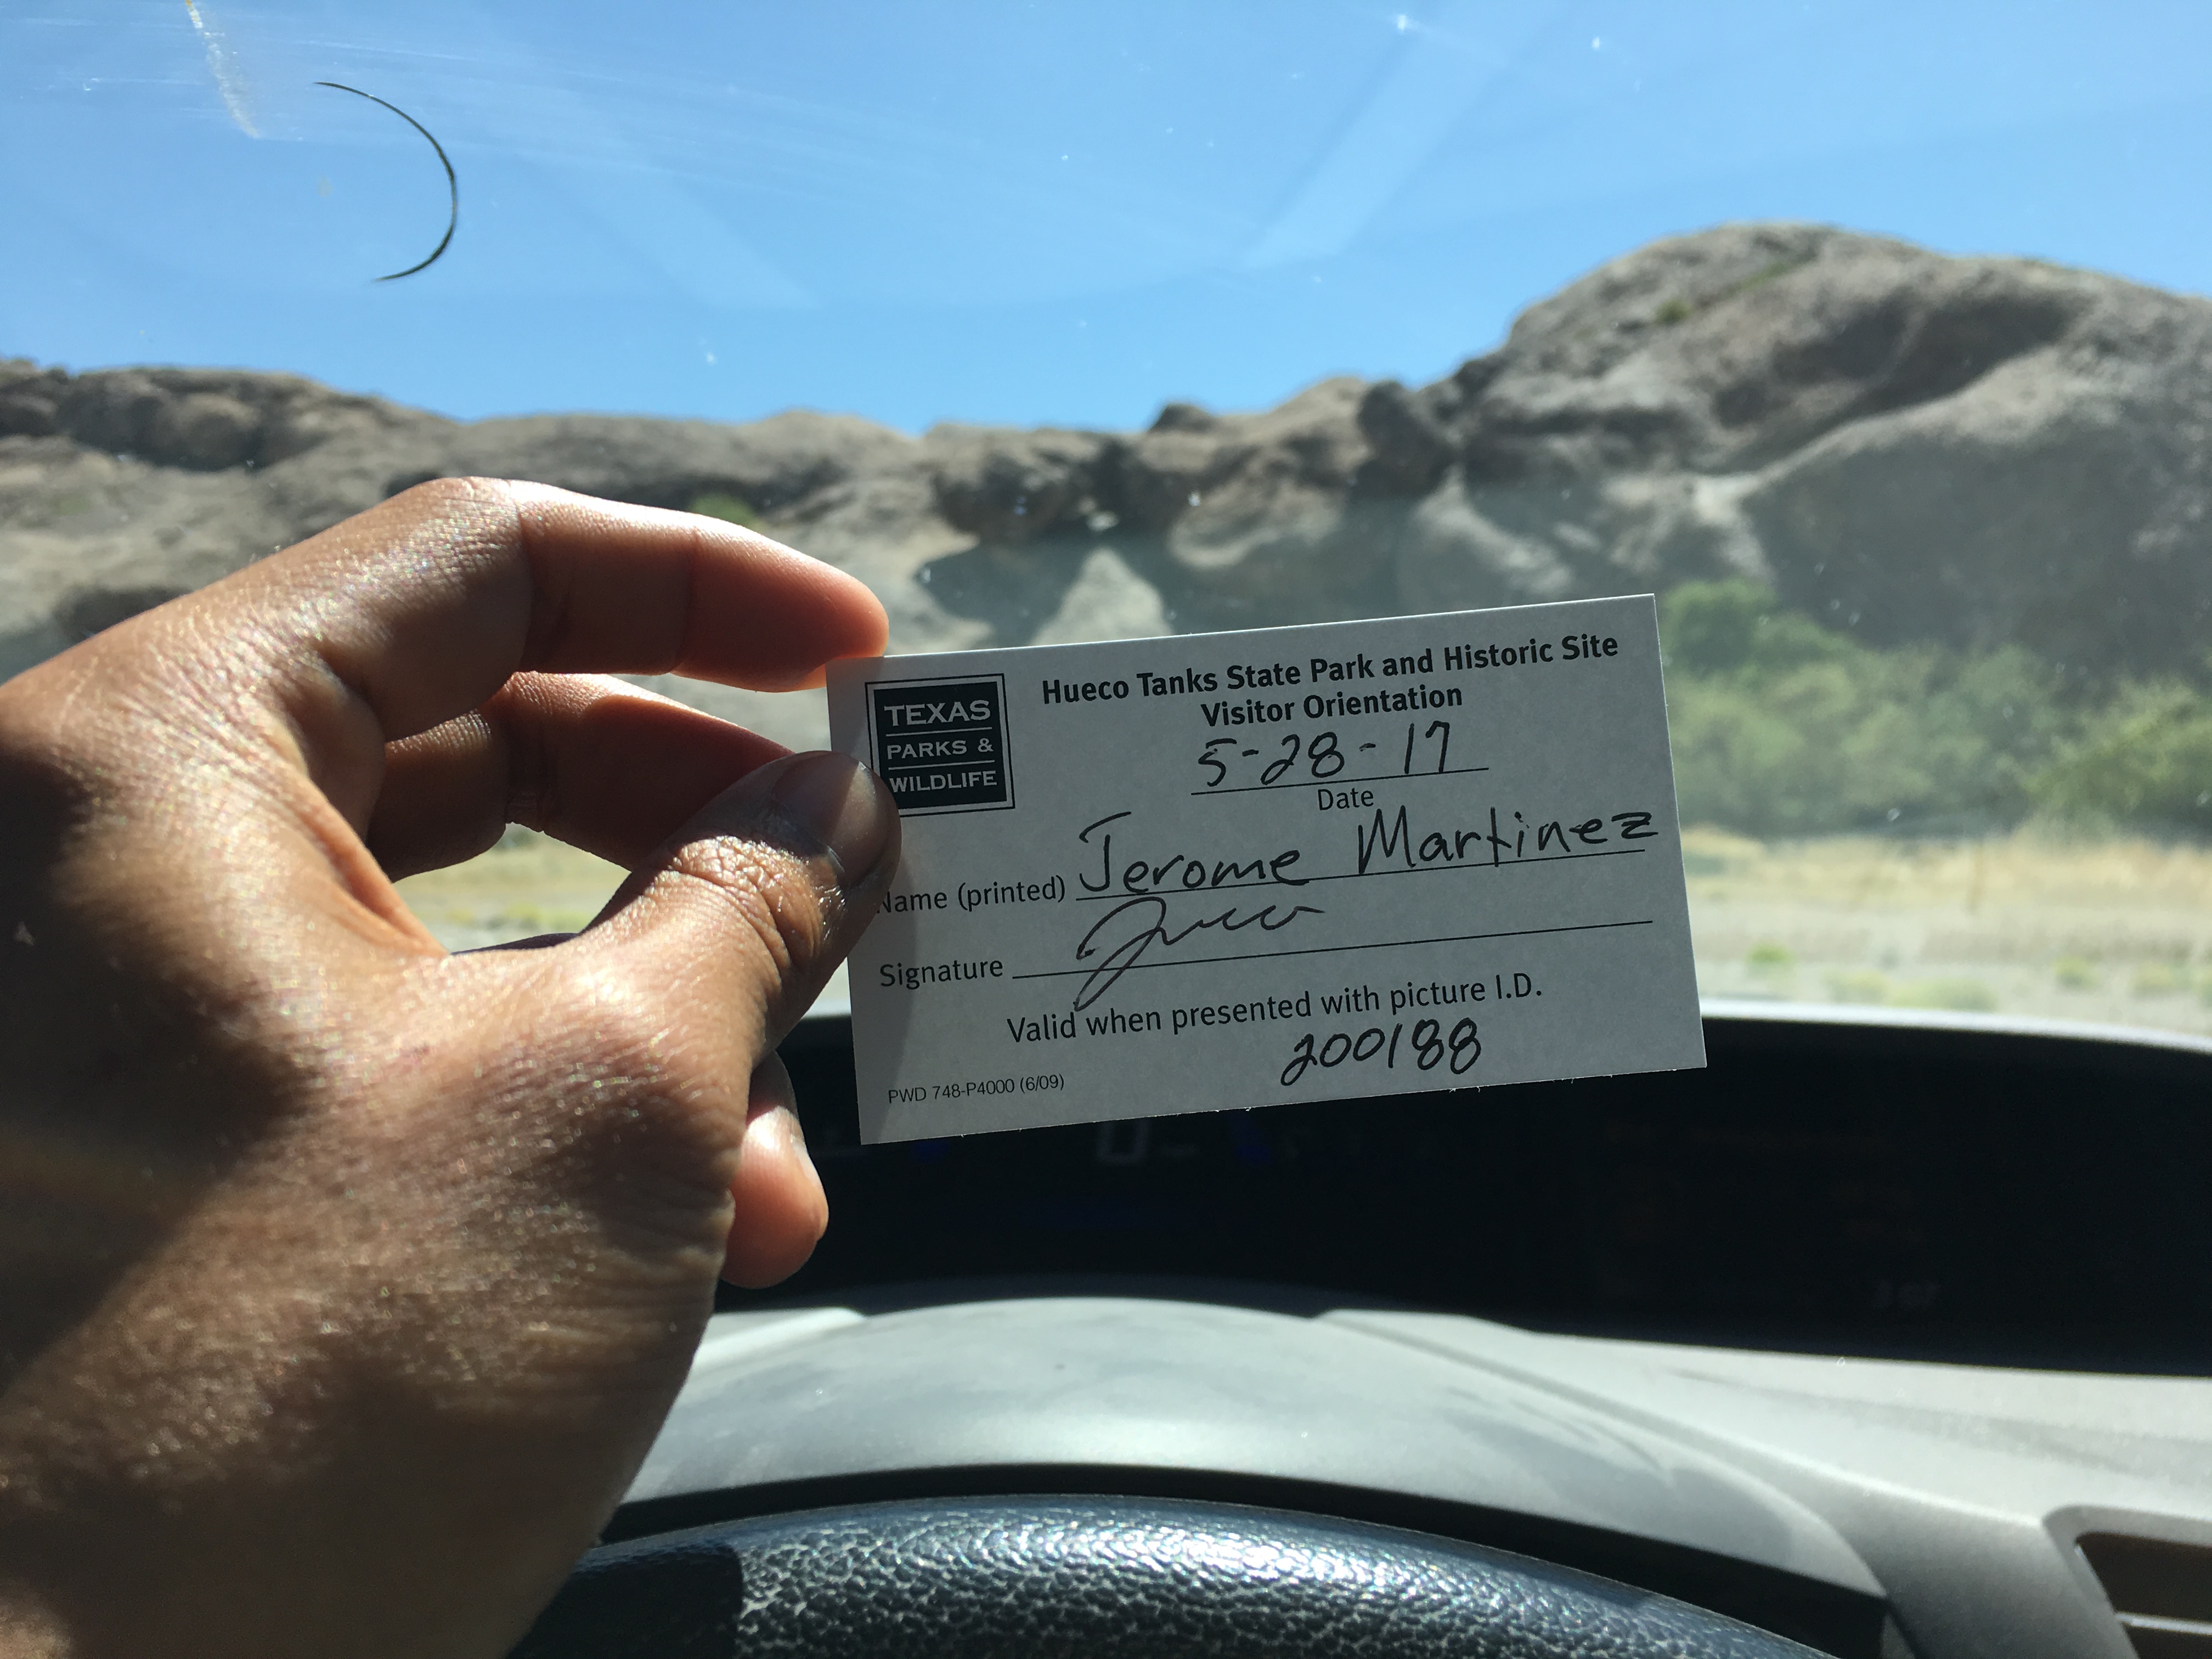 TEXAS
PARKS &
WILDLIFE
Hueco Tanks State Park and Historic Site
Visitor Orientation
5-28-17
Date
Name (printed) Jerome Martinez
Signature
Valid when presented with picture I.D.
200188
PWD 748-P4000 (6/09)